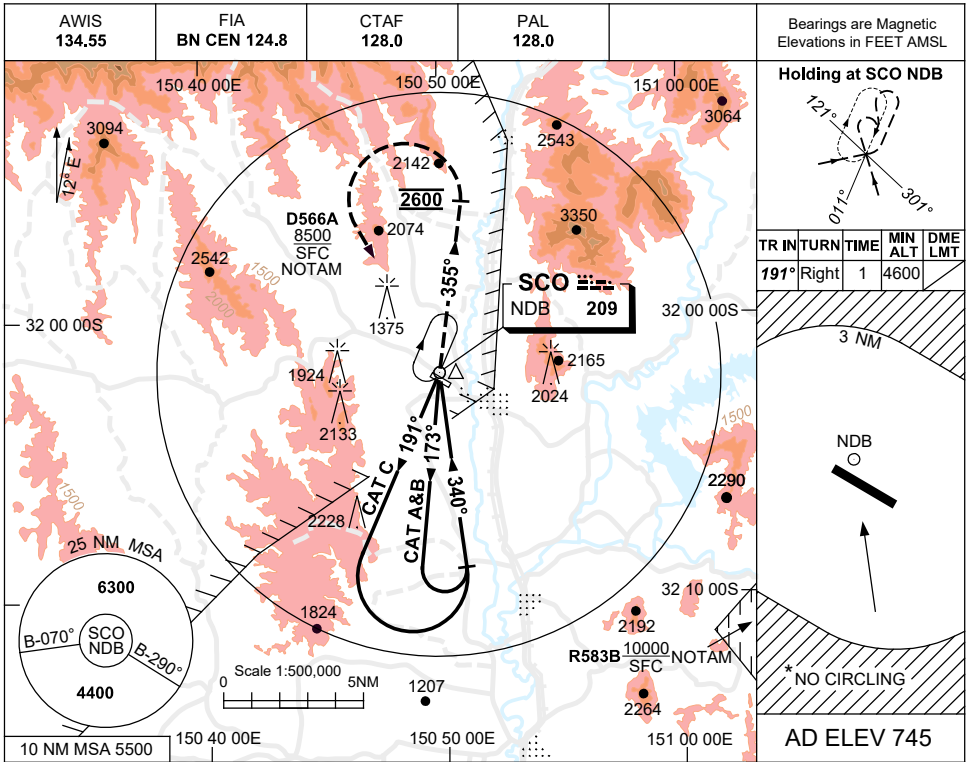 AWIS
134.55
FIA
BN CEN 124.8
CTAF
128.0
PAL
128.0
Bearings are Magnetic
Elevations in FEET AMSL
150 40 00E
150 50 00E
151 00 00E
3094
12° E
2142
2543
3064
2600
D566A
8500
SFC
NOTAM
2074
3350
2542
1500
2000
355°
SCO
NDB 209
1375
32 00 00S
32 00 00S
1924
2165
2133
2024
191°
173°
340°
CAT C
CAT A&B
1500
2290
2228
1500
25 NM MSA
6300
SCO
NDB
B-070°
B-290°
4400
1824
32 10 00S
2192
R583B 10000 NOTAM
SFC
Scale 1:500,000
0 5NM
1207
2264
10 NM MSA 5500
150 40 00E
150 50 00E
151 00 00E
Holding at SCO NDB
121°
011°
301°
TR IN TURN TIME MIN ALT DME LMT
191° Right 1 4600
3 NM
NDB
*NO CIRCLING
AD ELEV 745